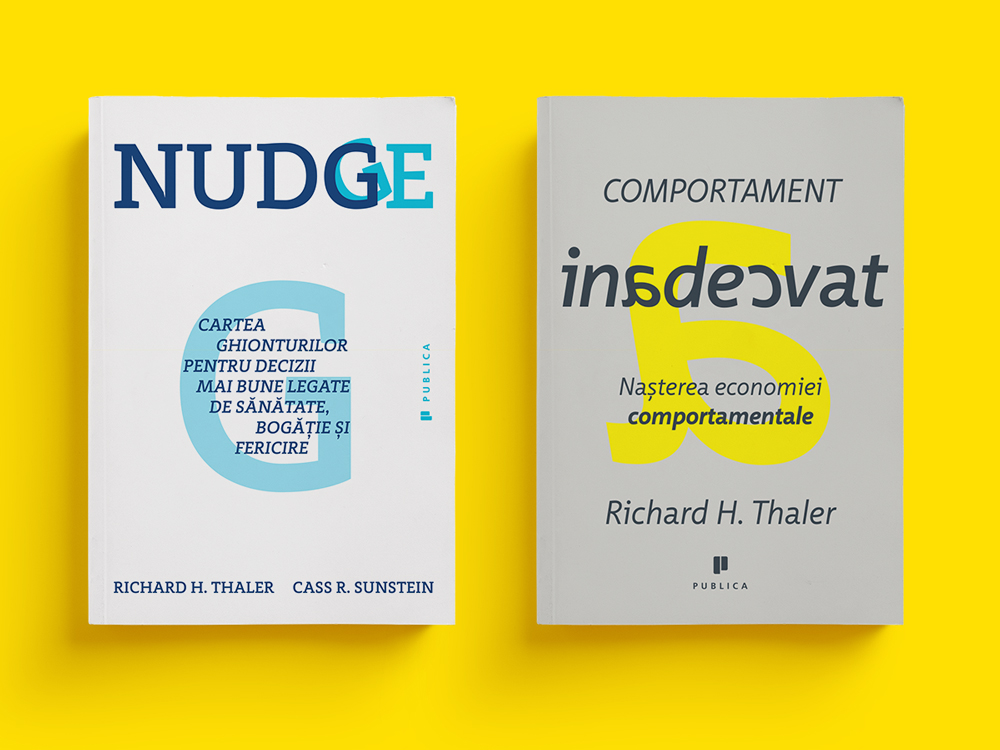 NUDGE
CARTEA
GHIONTURILOR
PENTRU DECIZII
MAI BUNE LEGATE
DE SĂNĂTATE,
BOGĂȚIE ȘI
FERICIRE
PUBLICA
RICHARD H. THALER CASS R. SUNSTEIN
COMPORTAMENT
inadecvat
Nașterea economiei
comportamentale
Richard H. Thaler
PUBLICA